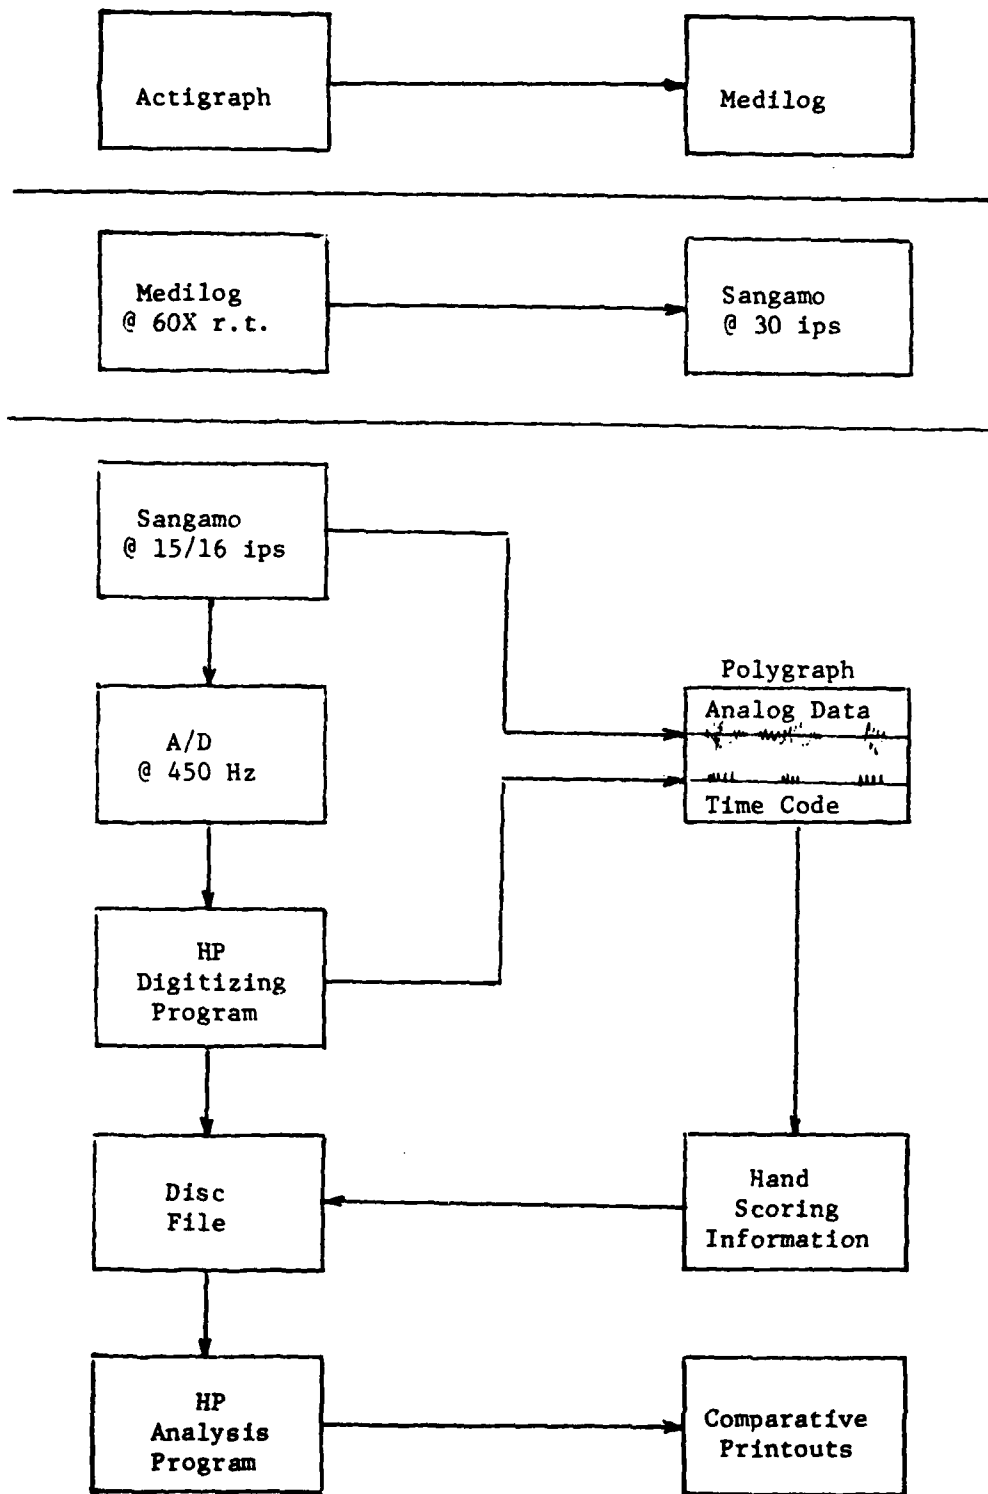 Actigraph
Medilog
Medilog
@ 60X r.t.
Sangamo
@ 30 ips
Sangamo
@ 15/16 ips
Polygraph
Analog Data
Time Code
A/D
@ 450 Hz
HP
Digitizing
Program
Disc
File
Hand
Scoring
Information
HP
Analysis
Program
Comparative
Printouts